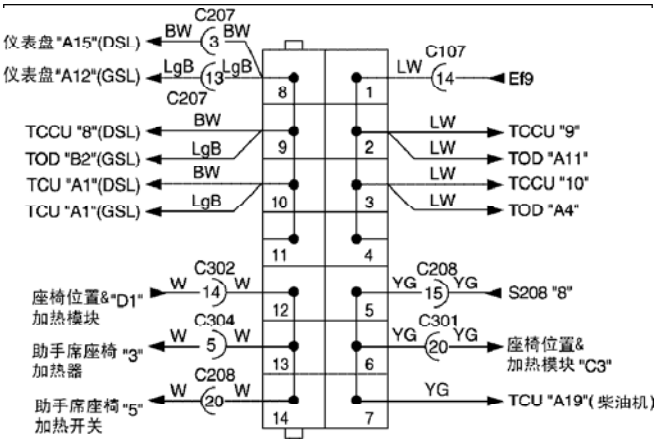 C207
仪表盘"A15"(DSL) BW 3 BW
仪表盘"A12"(GSL) LgB 13 LgB 8
C207
TCCU "8"(DSL) BW
TOD "B2"(GSL) LgB 9
TCU "A1"(DSL) BW
TCU "A1"(GSL) LgB 10
11
C302
座椅位置&"D1" W 14 W 12
加热模块
C304
助手席座椅 "3" W 5 W 13
加热器
C208
助手席座椅 "5" W 20 W 14
加热开关
C107
1 LW 14 Ef9
LW TCCU "9"
2 LW TOD "A11"
LW TCCU "10"
3 LW TOD "A4"
4
C208
5 YG 15 YG S208 "8"
C301
6 YG 20 YG 座椅位置&
加热模块 "C3"
7 YG TCU "A19"(柴油机)